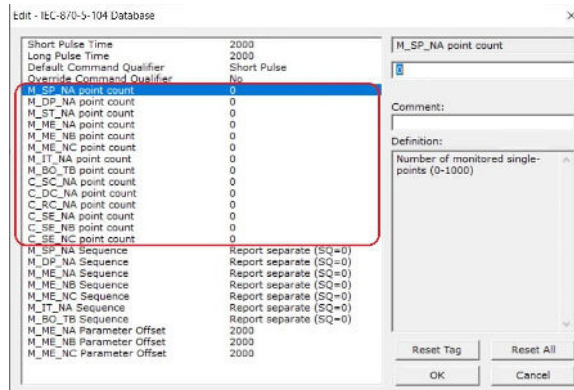 Edit - IEC-870-5-104 Database
Short Pulse Time 2000
Long Pulse Time 2000
Default Command Qualifier Short Pulse
Override Command Qualifier No
M_SP_NA point count 0
M_DP_NA point count 0
M_ST_NA point count 0
M_ME_NA point count 0
M_ME_NB point count 0
M_ME_NC point count 0
M_IT_NA point count 0
M_BO_TB point count 0
C_SC_NA point count 0
C_DC_NA point count 0
C_RC_NA point count 0
C_SE_NA point count 0
C_SE_NB point count 0
C_SE_NC point count 0
M_SP_NA Sequence Report separate (SQ=0)
M_DP_NA Sequence Report separate (SQ=0)
M_ME_NA Sequence Report separate (SQ=0)
M_ME_NB Sequence Report separate (SQ=0)
M_ME_NC Sequence Report separate (SQ=0)
M_IT_NA Sequence Report separate (SQ=0)
M_BO_TB Sequence Report separate (SQ=0)
M_ME_NA Parameter Offset 2000
M_ME_NB Parameter Offset 2000
M_ME_NC Parameter Offset 2000
M_SP_NA point count
0
Comment:
Definition:
Number of monitored single-
points (0-1000)
Reset Tag Reset All
OK Cancel